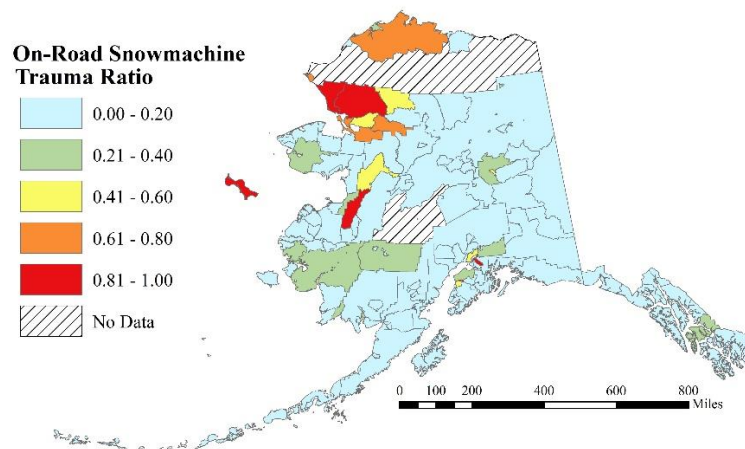 On-Road Snowmachine
Trauma Ratio
0.00 - 0.20
0.21 - 0.40
0.41 - 0.60
0.61 - 0.80
0.81 - 1.00
No Data
0 100 200 400 600 800
Miles